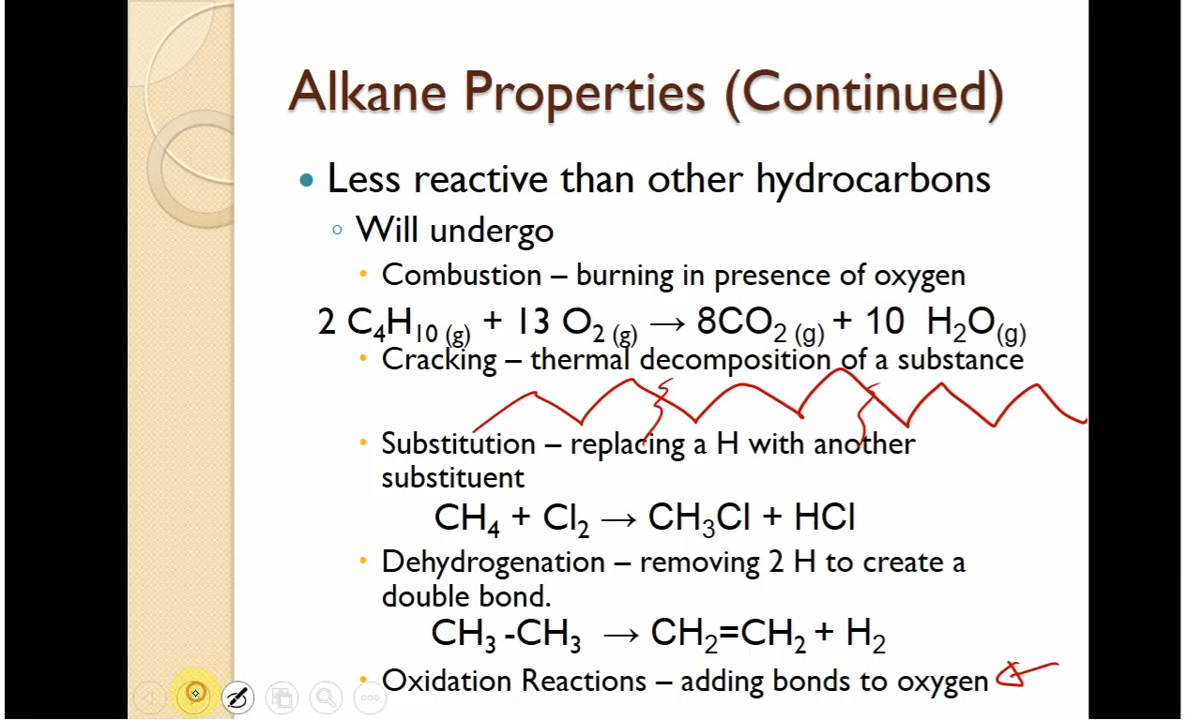 Alkane Properties (Continued)
• Less reactive than other hydrocarbons
◦ Will undergo
• Combustion – burning in presence of oxygen
2 C₄H₁₀ (g) + 13 O₂ (g) → 8CO₂ (g) + 10 H₂O(g)
• Cracking – thermal decomposition of a substance
• Substitution – replacing a H with another
substituent
CH₄ + Cl₂ → CH₃Cl + HCl
• Dehydrogenation – removing 2 H to create a
double bond.
CH₃ -CH₃ → CH₂=CH₂ + H₂
• Oxidation Reactions – adding bonds to oxygen